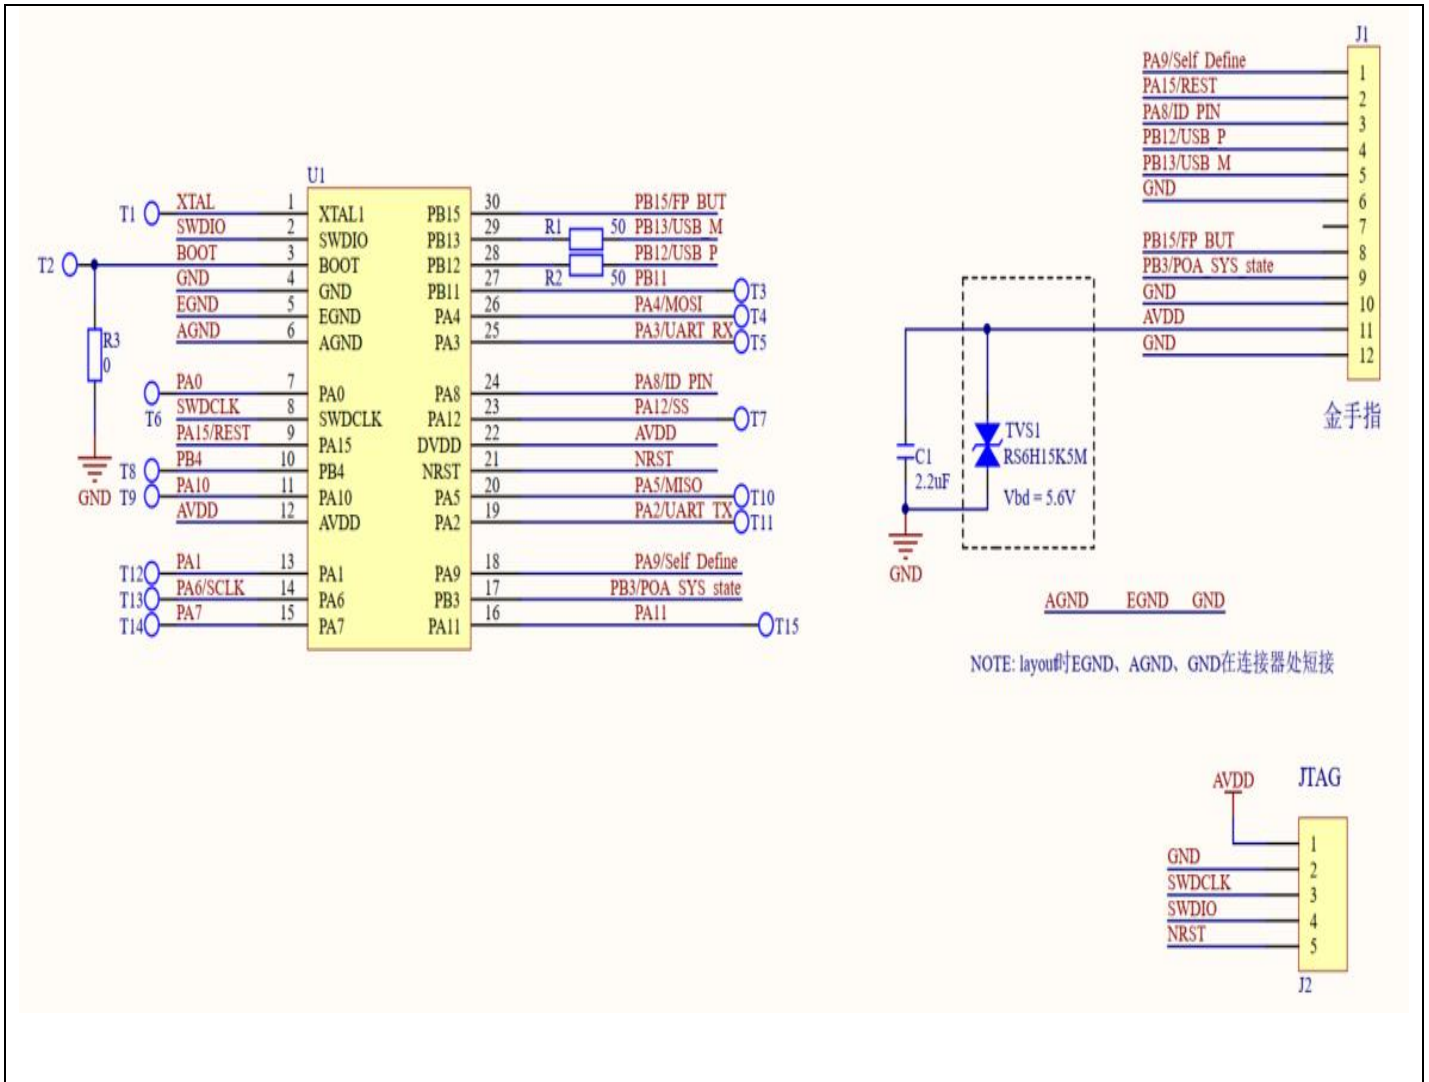 U1
T1 XTAL 1 XTAL1 PB15 30 PB15/FP BUT
SWDIO 2 SWDIO PB13 29 R1 50 PB13/USB M
T2 BOOT 3 BOOT PB12 28 R2 50 PB12/USB P
GND 4 GND PB11 27 PB11 T3
EGND 5 EGND PA4 26 PA4/MOSI T4
AGND 6 AGND PA3 25 PA3/UART RX T5
R3
0
GND
T6 PA0 7 PA0 PA8 24 PA8/ID PIN
SWDCLK 8 SWDCLK PA12 23 PA12/SS T7
PA15/REST 9 PA15 DVDD 22 AVDD
T8 PB4 10 PB4 NRST 21 NRST
T9 PA10 11 PA10 PA5 20 PA5/MISO T10
AVDD 12 AVDD PA2 19 PA2/UART TX T11
T12 PA1 13 PA1 PA9 18 PA9/Self Define
T13 PA6/SCLK 14 PA6 PB3 17 PB3/POA SYS state
T14 PA7 15 PA7 PA11 16 PA11 T15
J1
PA9/Self Define 1
PA15/REST 2
PA8/ID PIN 3
PB12/USB P 4
PB13/USB M 5
GND 6
7
PB15/FP BUT 8
PB3/POA SYS state 9
GND 10
AVDD 11
GND 12
金手指
C1
2.2uF
GND
TVS1
RS6H15K5M
Vbd = 5.6V
AGND EGND GND
NOTE: layout时EGND、AGND、GND在连接器处短接
JTAG
AVDD 1
GND 2
SWDCLK 3
SWDIO 4
NRST 5
J2